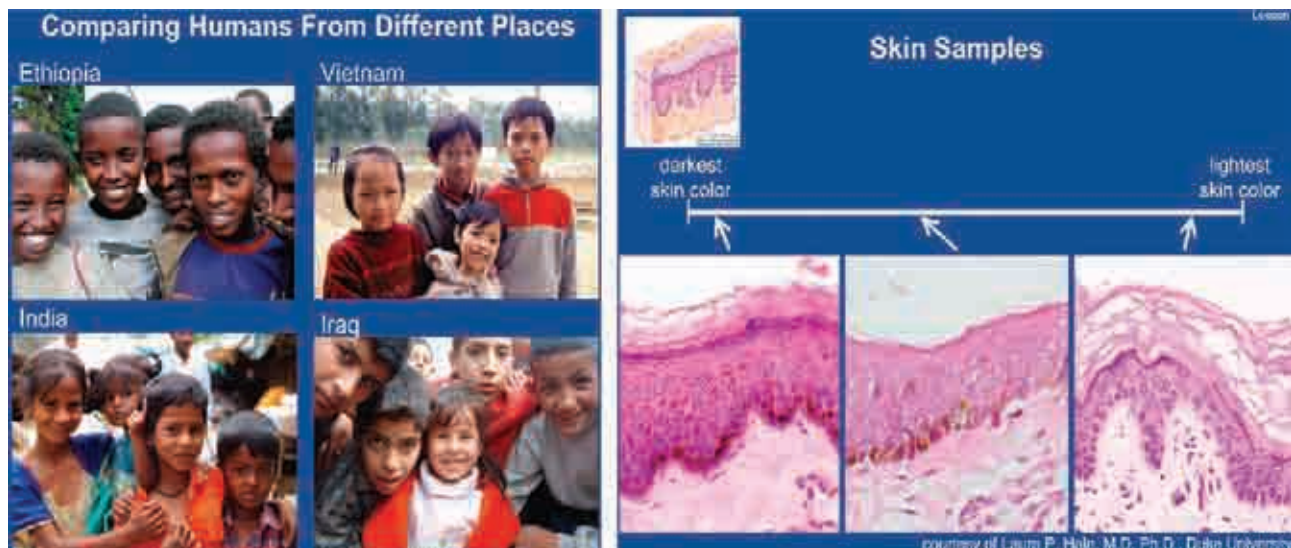 Comparing Humans From Different Places
Ethiopia
Vietnam
India
Iraq
Lesson
Skin Samples
darkest
skin color
lightest
skin color
courtesy of Laura P. Hale, M.D. Ph.D., Duke University